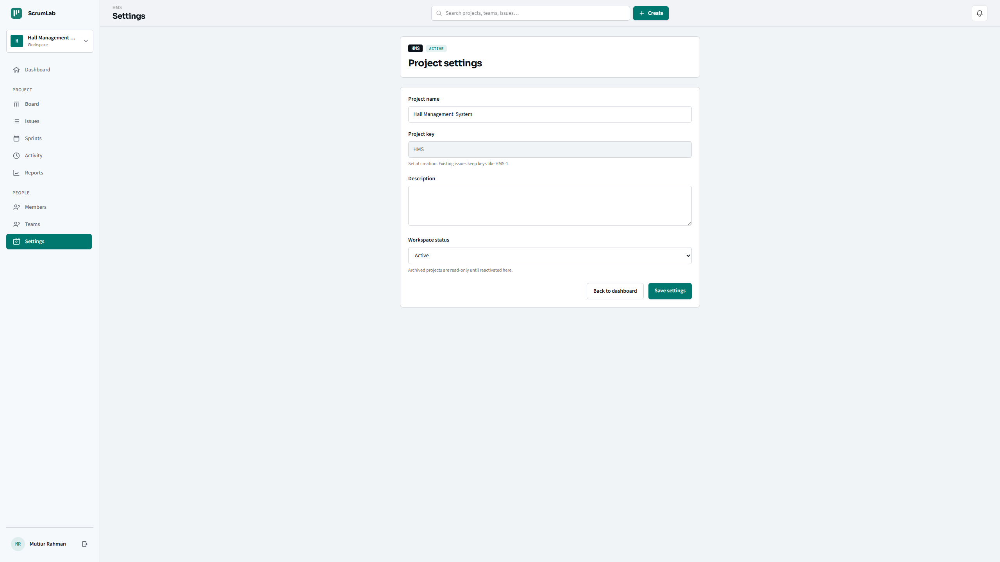 ScrumLab
HMS
Settings
Search projects, teams, issues…
Create
H
Hall Management …
Workspace
Dashboard
PROJECT
Board
Issues
Sprints
Activity
Reports
PEOPLE
Members
Teams
Settings
HMS
ACTIVE
Project settings
Project name
Hall Management  System
Project key
HMS
Set at creation. Existing issues keep keys like HMS-1.
Description
Workspace status
Active
Archived projects are read-only until reactivated here.
Back to dashboard
Save settings
MR
Mutiur Rahman